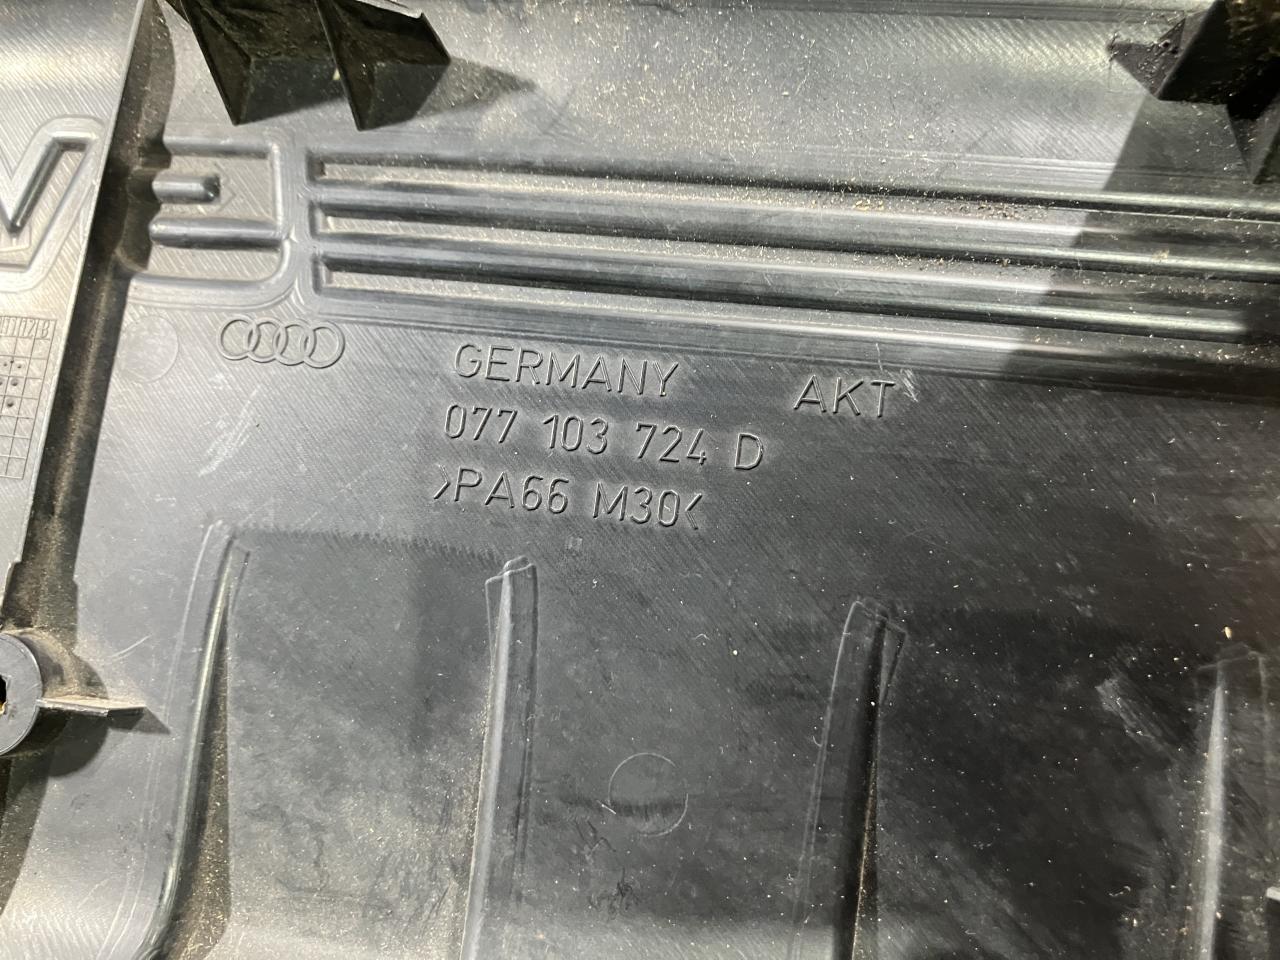 GERMANY AKT
077 103 724 D
>PA66 M30<